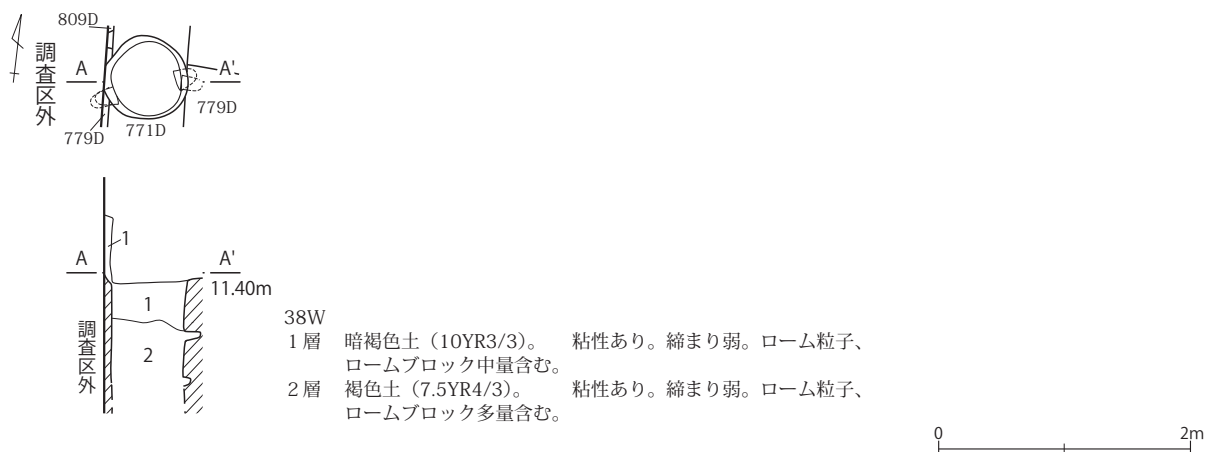 809D
調査区外
A
A'
779D
779D
771D
1
A
A'
11.40m
1
2
調査区外
38W
1層 暗褐色土（10YR3/3）。 粘性あり。締まり弱。ローム粒子、
ロームブロック中量含む。
2層 褐色土（7.5YR4/3）。 粘性あり。締まり弱。ローム粒子、
ロームブロック多量含む。
0
2m